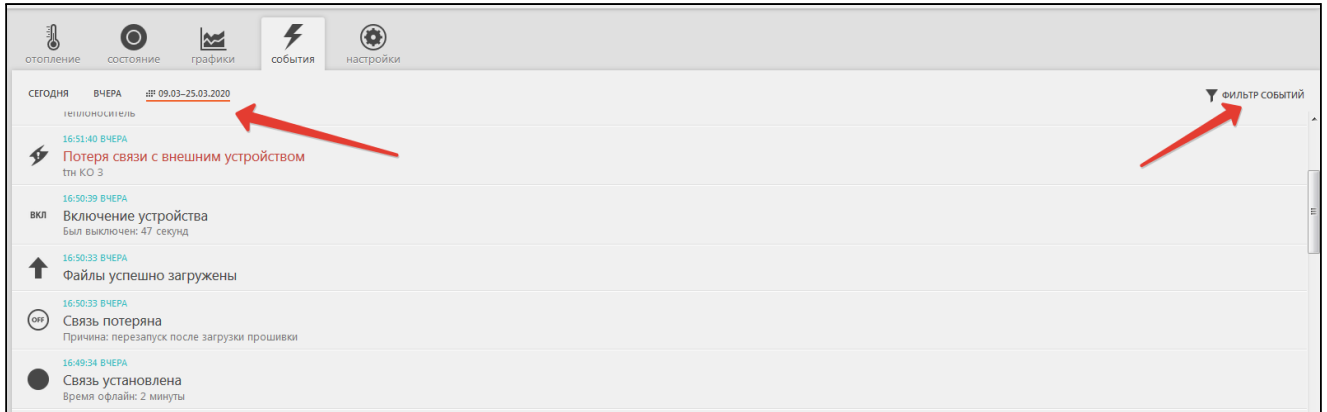 отопление состояние графики события настройки
СЕГОДНЯ ВЧЕРА 09.03–25.03.2020 ФИЛЬТР СОБЫТИЙ
теплоноситель
16:51:40 ВЧЕРА
Потеря связи с внешним устройством
ттн КО 3
16:50:39 ВЧЕРА
ВКЛ Включение устройства
Был выключен: 47 секунд
16:50:33 ВЧЕРА
Файлы успешно загружены
16:50:33 ВЧЕРА
OFF Связь потеряна
Причина: перезапуск после загрузки прошивки
16:49:34 ВЧЕРА
Связь установлена
Время офлайн: 2 минуты